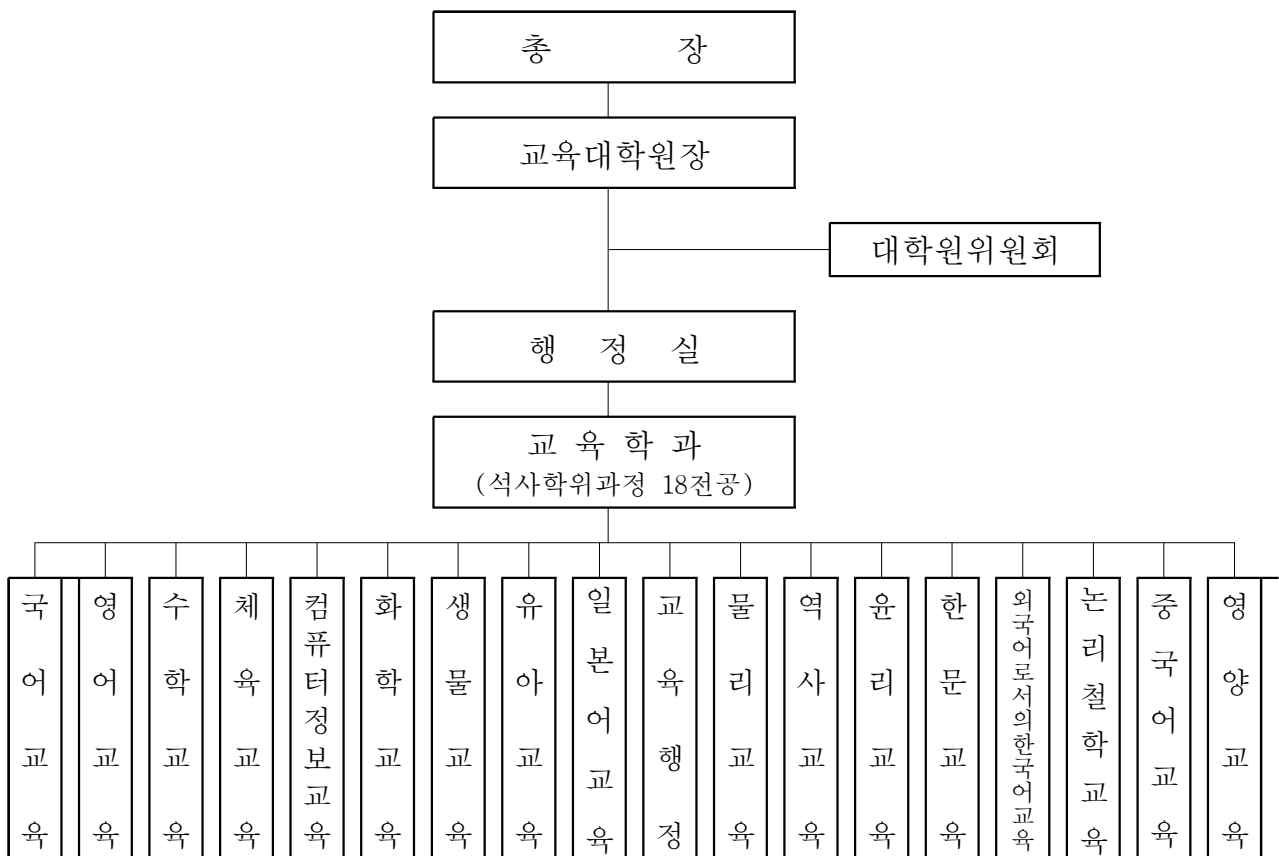 총 장
교육대학원장
대학원위원회
행 정 실
교 육 학 과
(석사학위과정 18전공)
국어교육
영어교육
수학교육
체육교육
컴퓨터정보교육
화학교육
생물교육
유아교육
일본어교육
교육행정
물리교육
역사교육
윤리교육
한문교육
외국어로서의한국어교육
논리철학교육
중국어교육
영양교육